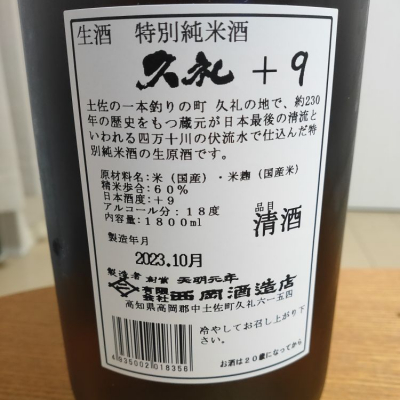 生酒 特別純米酒
久礼 +9
土佐の一本釣りの町 久礼の地で、約230
年の歴史をもつ蔵元が日本最後の清流と
いわれる四万十川の伏流水で仕込んだ特
別純米酒の生原酒です。
原材料名:米(国産)・米麹(国産米)
精米歩合:60%
日本酒度:+9
アルコール分:18度
内容量:1800ml
品目
清酒
製造年月
2023.10月
製造者 創業 天明元年
有限会社 西岡酒造店
高知県高岡郡中土佐町久礼六一五四
冷やしてお召し上がり下
さい。
4935002018356
お酒は20歳になってから